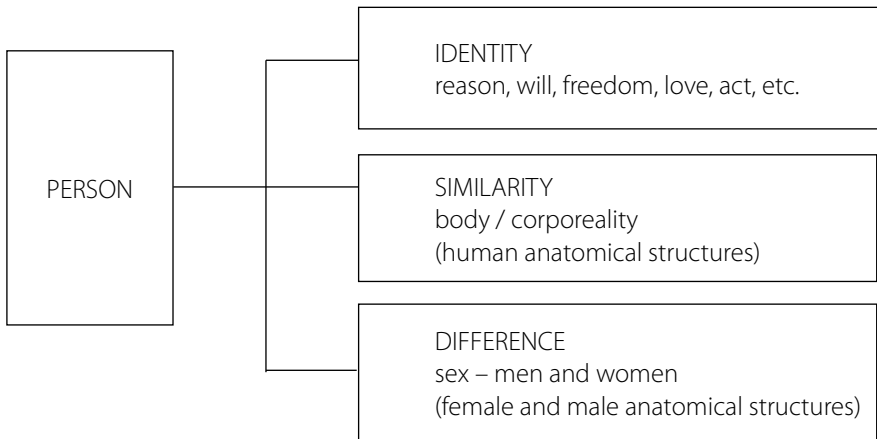 PERSON
IDENTITY
reason, will, freedom, love, act, etc.
SIMILARITY
body / corporeality
(human anatomical structures)
DIFFERENCE
sex – men and women
(female and male anatomical structures)